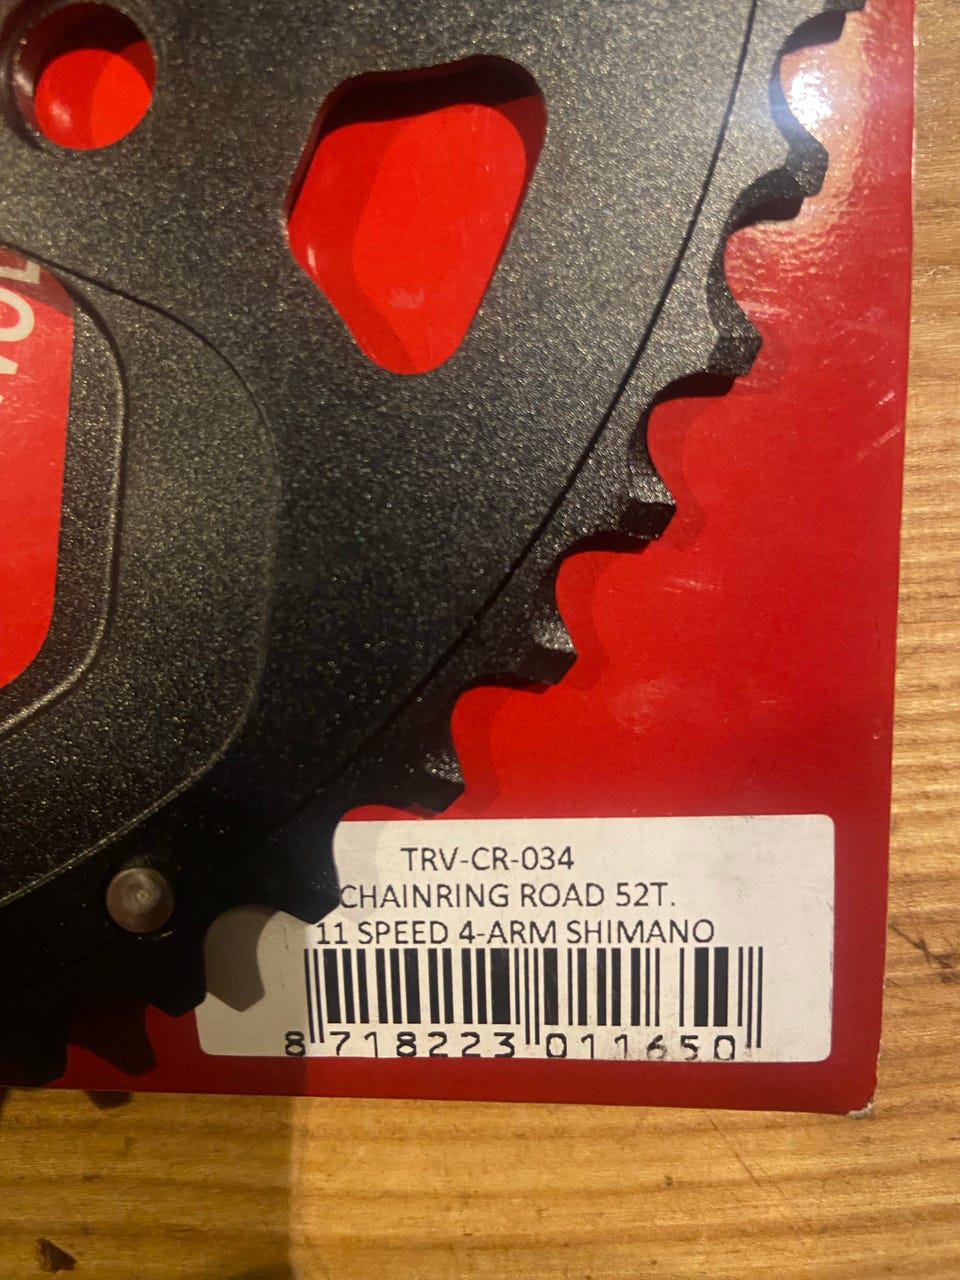 TRV-CR-034
CHAINRING ROAD 52T.
11 SPEED 4-ARM SHIMANO
8 718223 011650